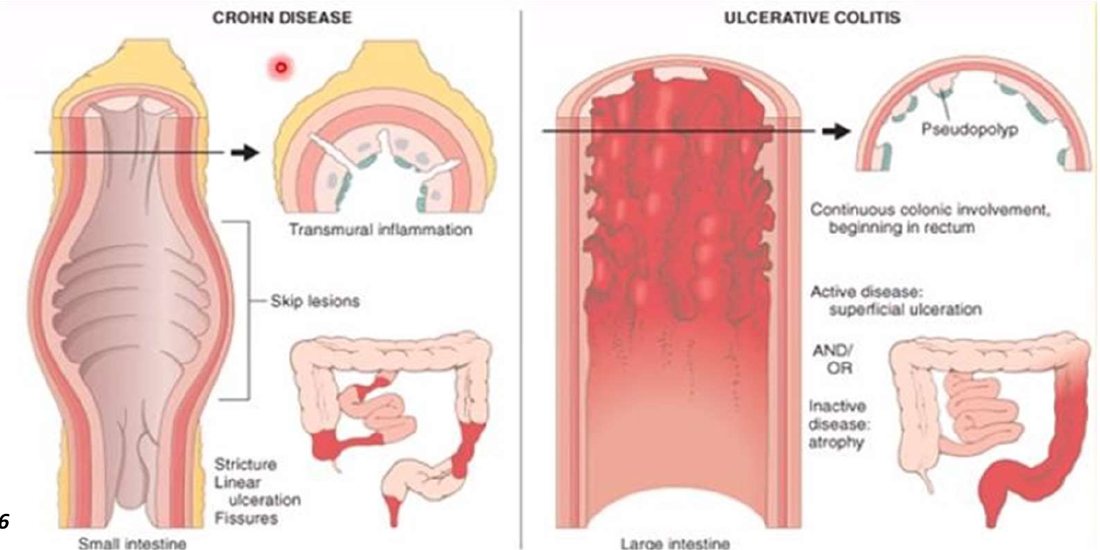 CROHN DISEASE
Transmural inflammation
Skip lesions
Stricture
Linear
ulceration
Fissures
6
Small intestine
ULCERATIVE COLITIS
Pseudopolyp
Continuous colonic involvement,
beginning in rectum
Active disease:
superficial ulceration
AND/
OR
Inactive
disease:
atrophy
Large intestine